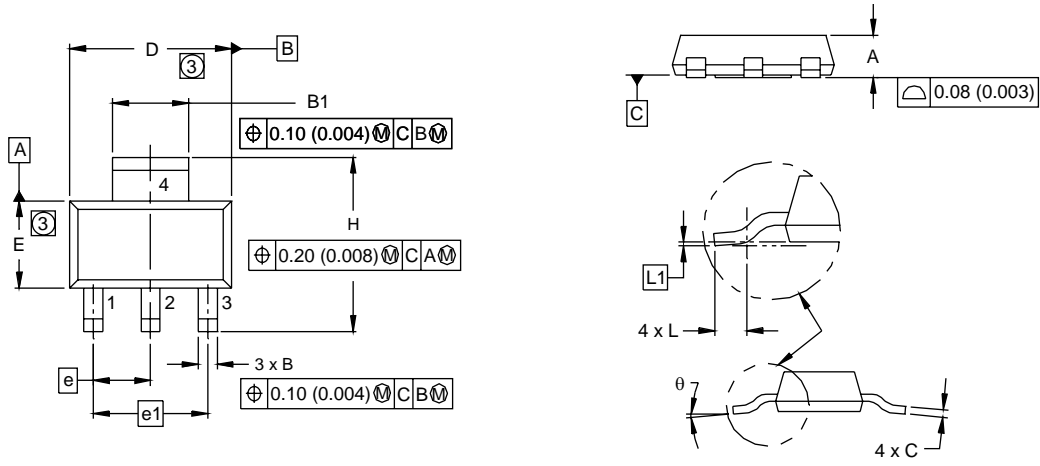 D
B
3
B1
⌖ 0.10 (0.004) Ⓜ C B Ⓜ
A
4
3
E
H
⌖ 0.20 (0.008) Ⓜ C A Ⓜ
1 2 3
3 x B
e
⌖ 0.10 (0.004) Ⓜ C B Ⓜ
e1
A
C
⌓ 0.08 (0.003)
L1
4 x L
θ
4 x C